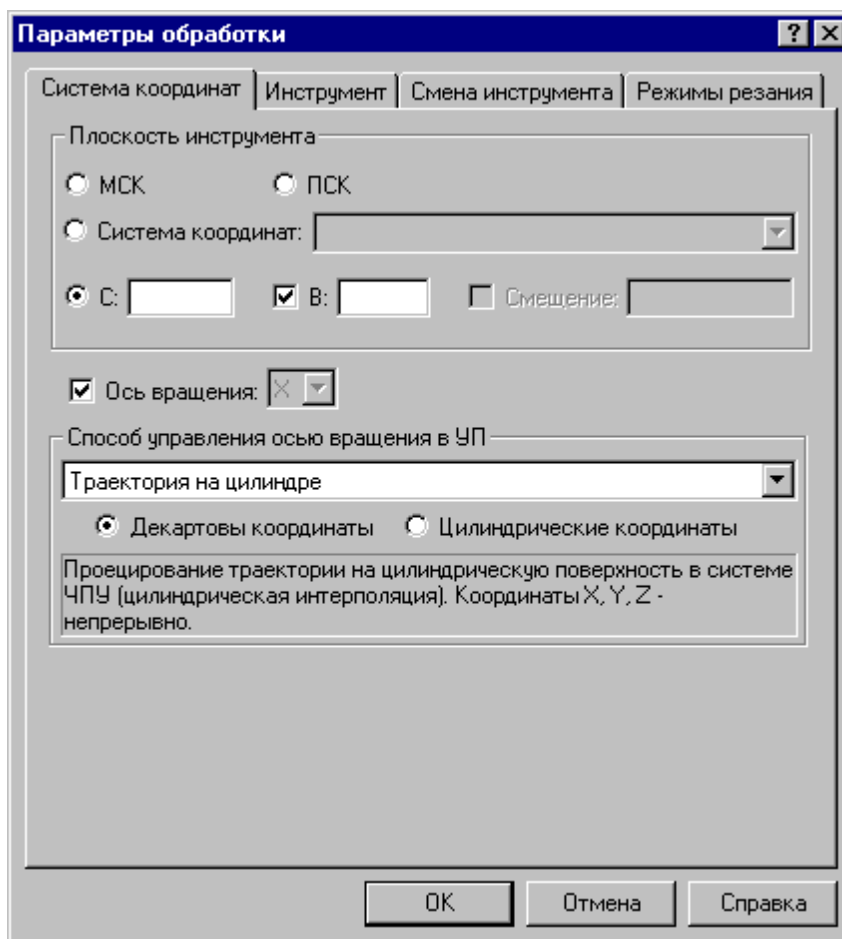 Параметры обработки
Система координат Инструмент Смена инструмента Режимы резания
Плоскость инструмента
МСК ПСК
Система координат:
C: B: Смещение:
Ось вращения: X
Способ управления осью вращения в УП
Траектория на цилиндре
Декартовы координаты Цилиндрические координаты
Проецирование траектории на цилиндрическую поверхность в системе
ЧПУ (цилиндрическая интерполяция). Координаты X, Y, Z -
непрерывно.
OK Отмена Справка